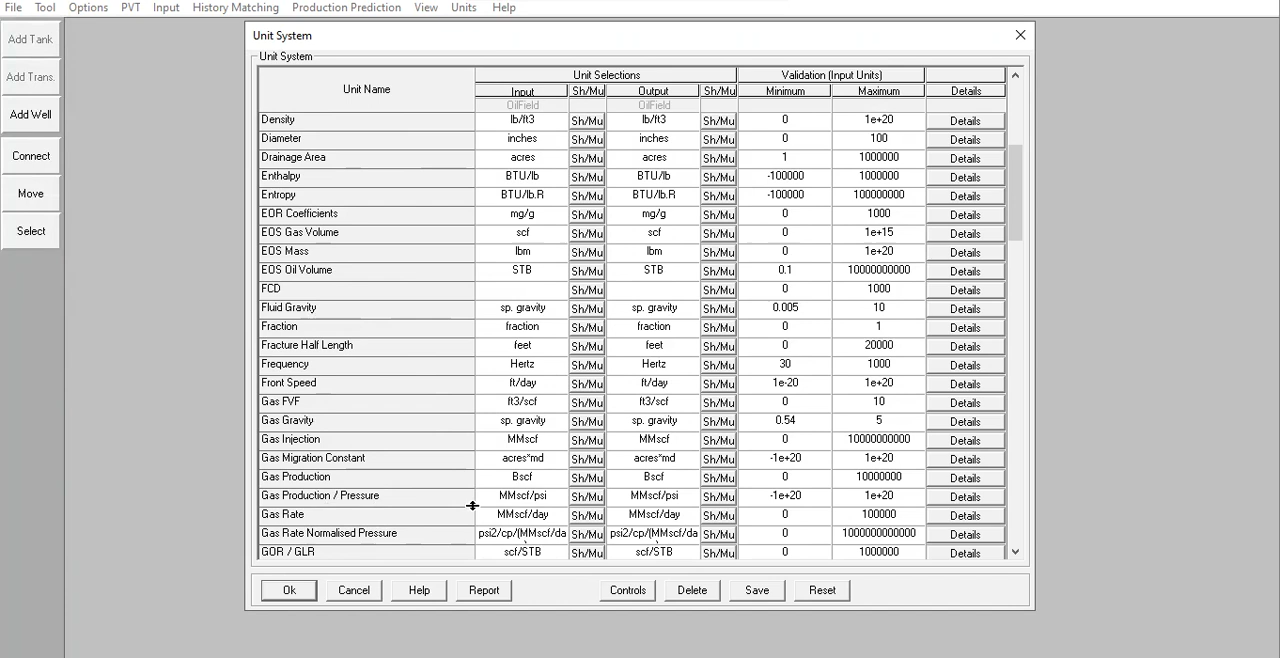 File Tool Options PVT Input History Matching Production Prediction View Units Help
Add Tank
Add Trans.
Add Well
Connect
Move
Select
Unit System
Unit System
Unit Selections Validation (Input Units)
Unit Name Input Sh/Mu Output Sh/Mu Minimum Maximum Details
OilField OilField
Density lb/ft3 Sh/Mu lb/ft3 Sh/Mu 0 1e+20 Details
Diameter inches Sh/Mu inches Sh/Mu 0 100 Details
Drainage Area acres Sh/Mu acres Sh/Mu 1 1000000 Details
Enthalpy BTU/lb Sh/Mu BTU/lb Sh/Mu -100000 1000000 Details
Entropy BTU/lb.R Sh/Mu BTU/lb.R Sh/Mu -100000 100000000 Details
EOR Coefficients mg/g Sh/Mu mg/g Sh/Mu 0 1000 Details
EOS Gas Volume scf Sh/Mu scf Sh/Mu 0 1e+15 Details
EOS Mass lbm Sh/Mu lbm Sh/Mu 0 1e+20 Details
EOS Oil Volume STB Sh/Mu STB Sh/Mu 0.1 10000000000 Details
FCD Sh/Mu Sh/Mu 0 1000 Details
Fluid Gravity sp. gravity Sh/Mu sp. gravity Sh/Mu 0.005 10 Details
Fraction fraction Sh/Mu fraction Sh/Mu 0 1 Details
Fracture Half Length feet Sh/Mu feet Sh/Mu 0 20000 Details
Frequency Hertz Sh/Mu Hertz Sh/Mu 30 1000 Details
Front Speed ft/day Sh/Mu ft/day Sh/Mu 1e-20 1e+20 Details
Gas FVF ft3/scf Sh/Mu ft3/scf Sh/Mu 0 10 Details
Gas Gravity sp. gravity Sh/Mu sp. gravity Sh/Mu 0.54 5 Details
Gas Injection MMscf Sh/Mu MMscf Sh/Mu 0 10000000000 Details
Gas Migration Constant acres*md Sh/Mu acres*md Sh/Mu -1e+20 1e+20 Details
Gas Production Bscf Sh/Mu Bscf Sh/Mu 0 10000000 Details
Gas Production / Pressure MMscf/psi Sh/Mu MMscf/psi Sh/Mu -1e+20 1e+20 Details
Gas Rate MMscf/day Sh/Mu MMscf/day Sh/Mu 0 100000 Details
Gas Rate Normalised Pressure psi2/cp/(MMscf/da Sh/Mu psi2/cp/(MMscf/da Sh/Mu 0 1000000000000 Details
GOR / GLR scf/STB Sh/Mu scf/STB Sh/Mu 0 1000000 Details
Ok Cancel Help Report Controls Delete Save Reset